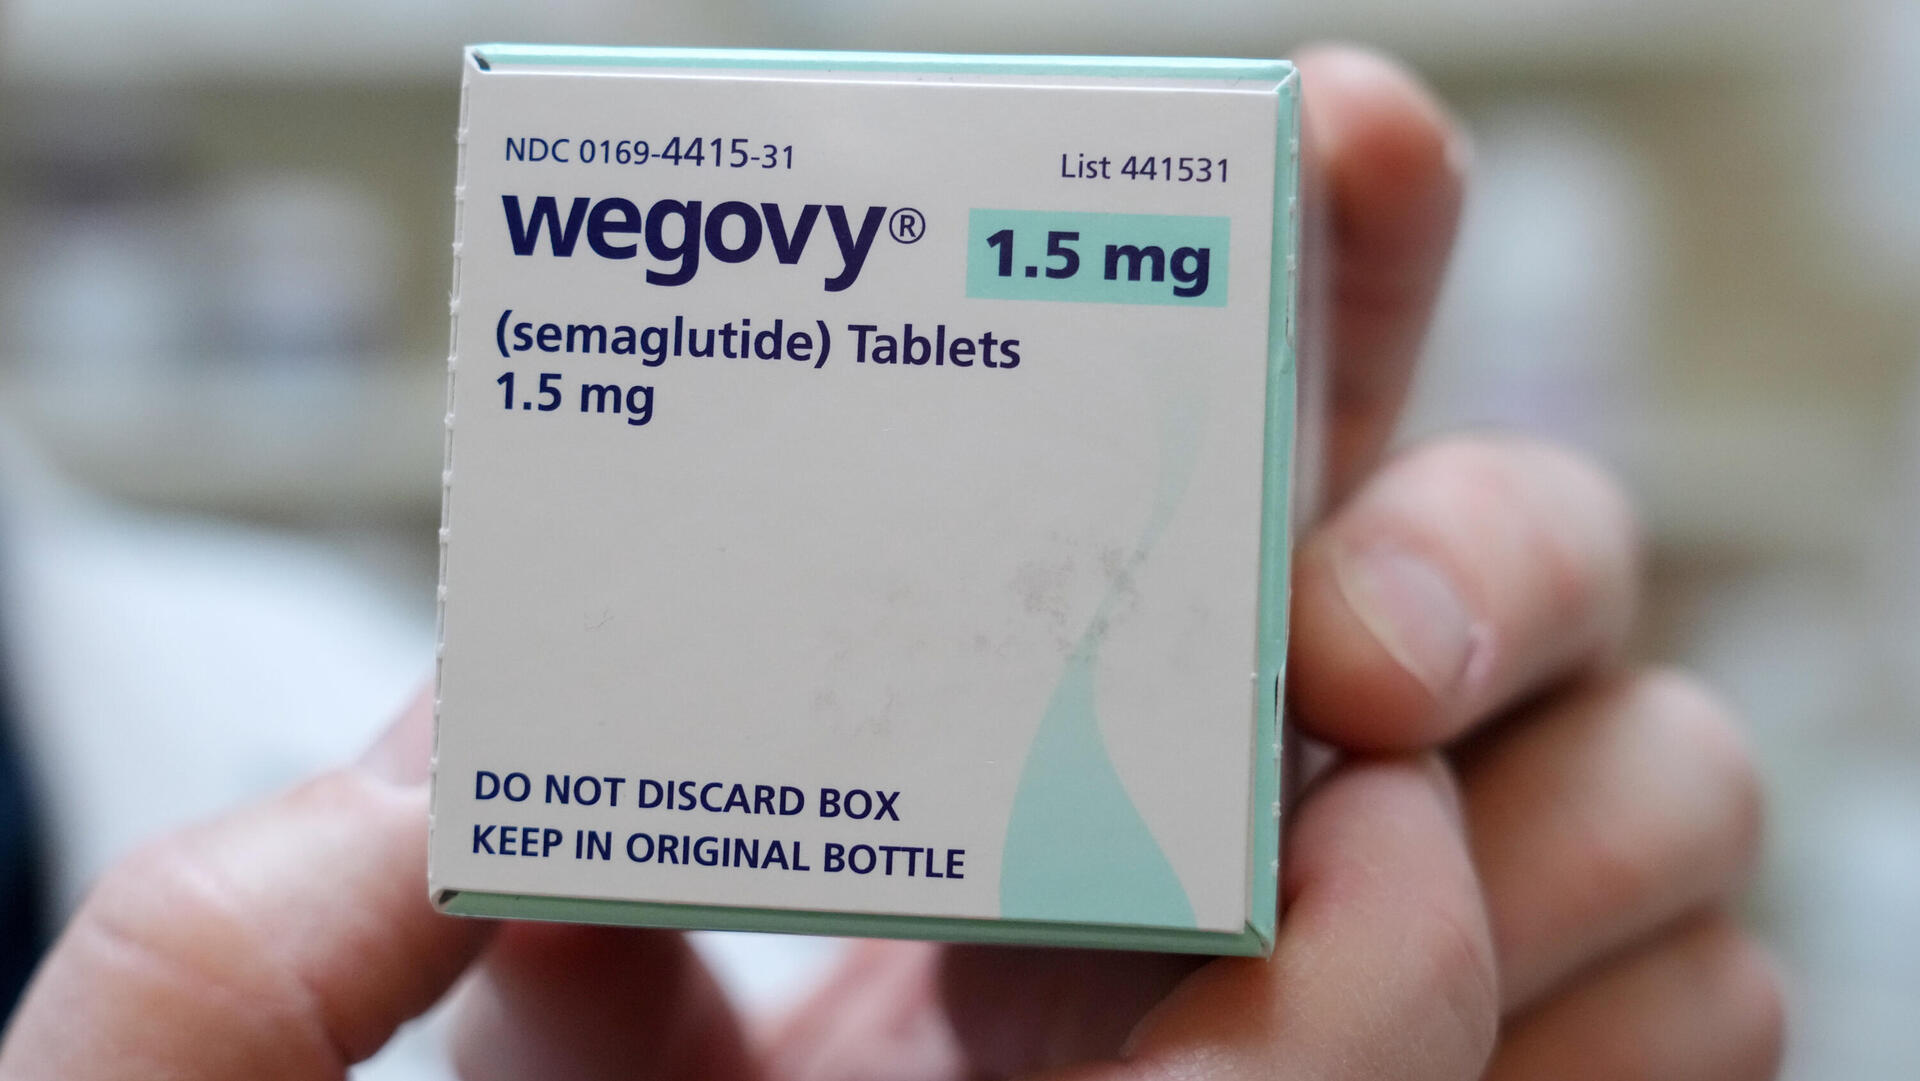 NDC 0169-4415-31
List 441531
wegovy® 1.5 mg
(semaglutide) Tablets
1.5 mg
DO NOT DISCARD BOX
KEEP IN ORIGINAL BOTTLE